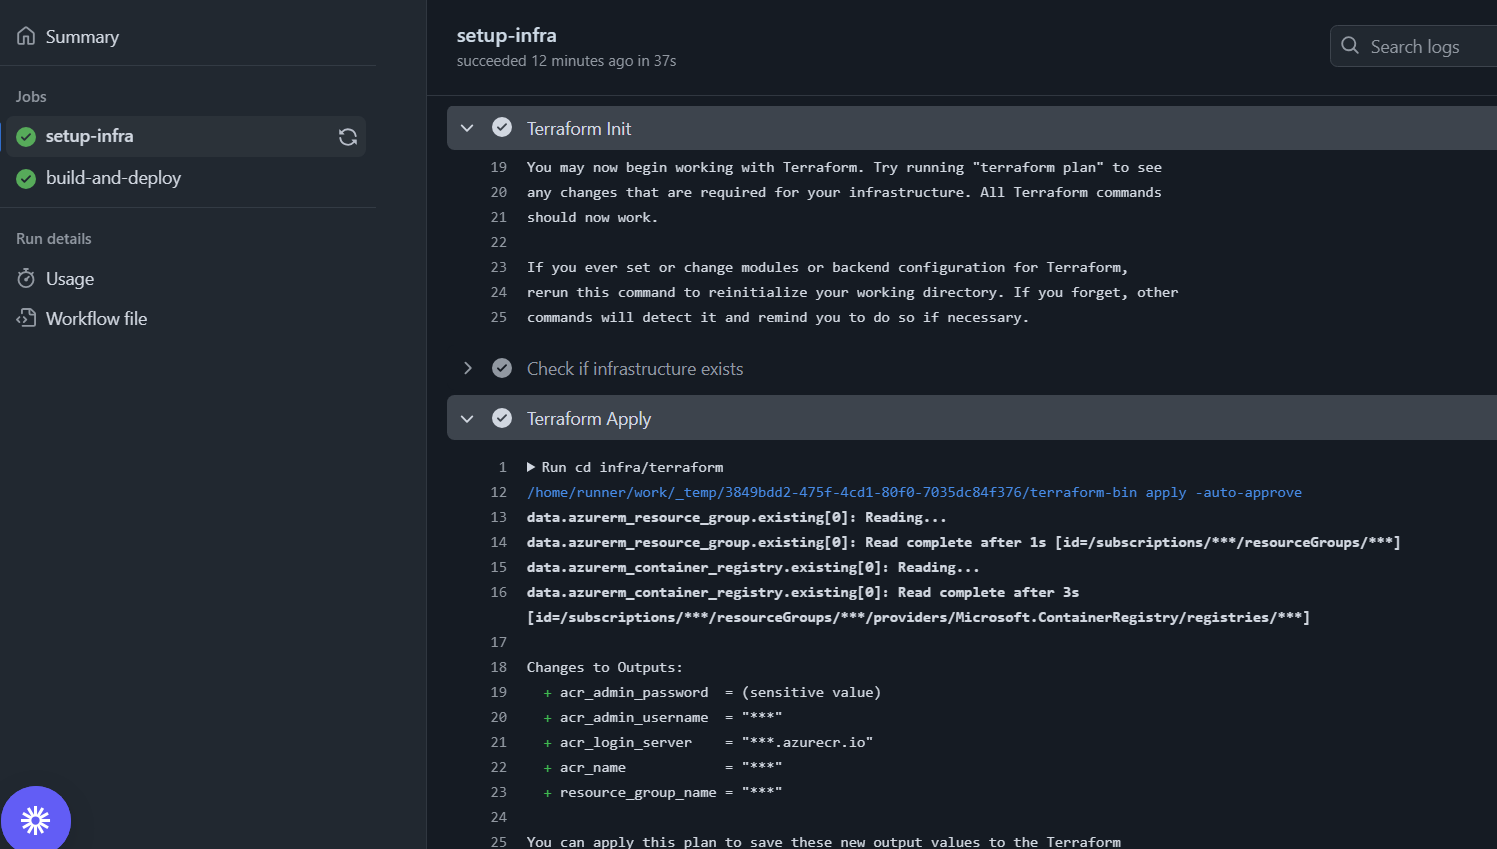 Summary
Jobs
setup-infra
build-and-deploy
Run details
Usage
Workflow file
setup-infra
succeeded 12 minutes ago in 37s
Search logs
Terraform Init
19 You may now begin working with Terraform. Try running "terraform plan" to see
20 any changes that are required for your infrastructure. All Terraform commands
21 should now work.
22
23 If you ever set or change modules or backend configuration for Terraform,
24 rerun this command to reinitialize your working directory. If you forget, other
25 commands will detect it and remind you to do so if necessary.
Check if infrastructure exists
Terraform Apply
1 ▶ Run cd infra/terraform
12 /home/runner/work/_temp/3849bdd2-475f-4cd1-80f0-7035dc84f376/terraform-bin apply -auto-approve
13 data.azurerm_resource_group.existing[0]: Reading...
14 data.azurerm_resource_group.existing[0]: Read complete after 1s [id=/subscriptions/***/resourceGroups/***]
15 data.azurerm_container_registry.existing[0]: Reading...
16 data.azurerm_container_registry.existing[0]: Read complete after 3s
[id=/subscriptions/***/resourceGroups/***/providers/Microsoft.ContainerRegistry/registries/***]
17
18 Changes to Outputs:
19 + acr_admin_password = (sensitive value)
20 + acr_admin_username = "***"
21 + acr_login_server = "***.azurecr.io"
22 + acr_name = "***"
23 + resource_group_name = "***"
24
25 You can apply this plan to save these new output values to the Terraform